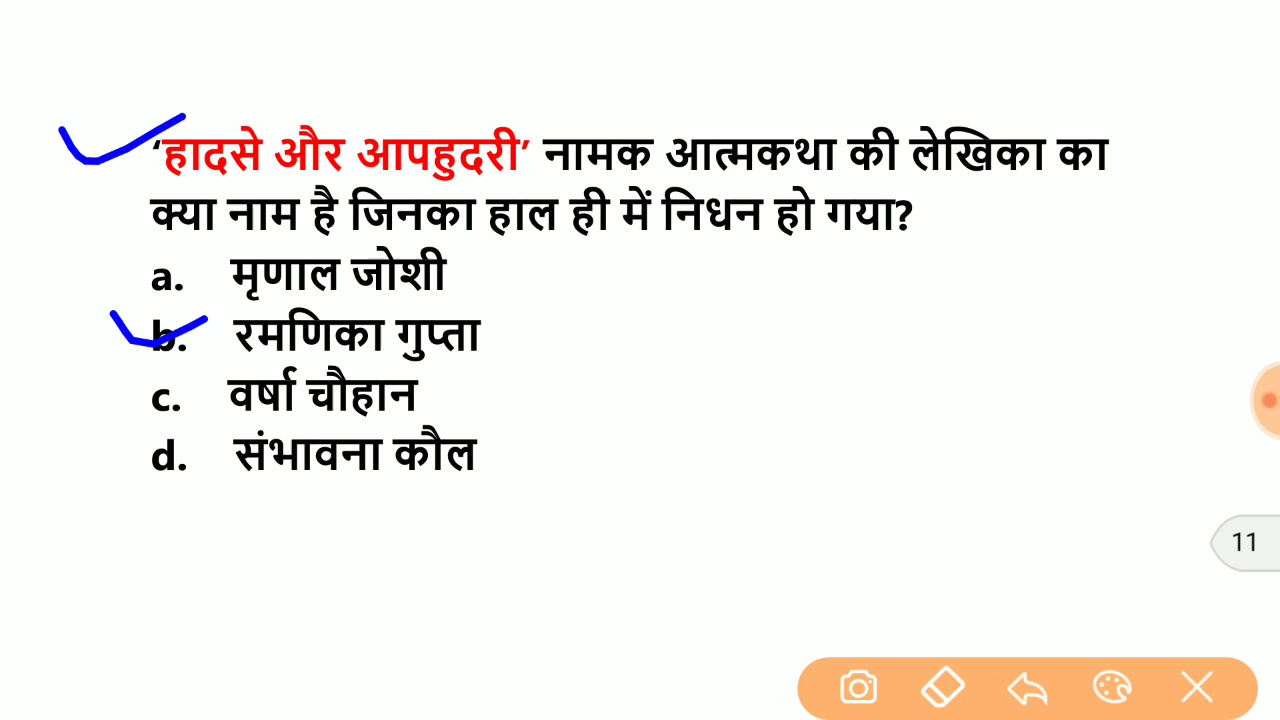 ‘हादसे और आपहुदरी’ नामक आत्मकथा की लेखिका का
क्या नाम है जिनका हाल ही में निधन हो गया?
a. मृणाल जोशी
b. रमणिका गुप्ता
c. वर्षा चौहान
d. संभावना कौल
11